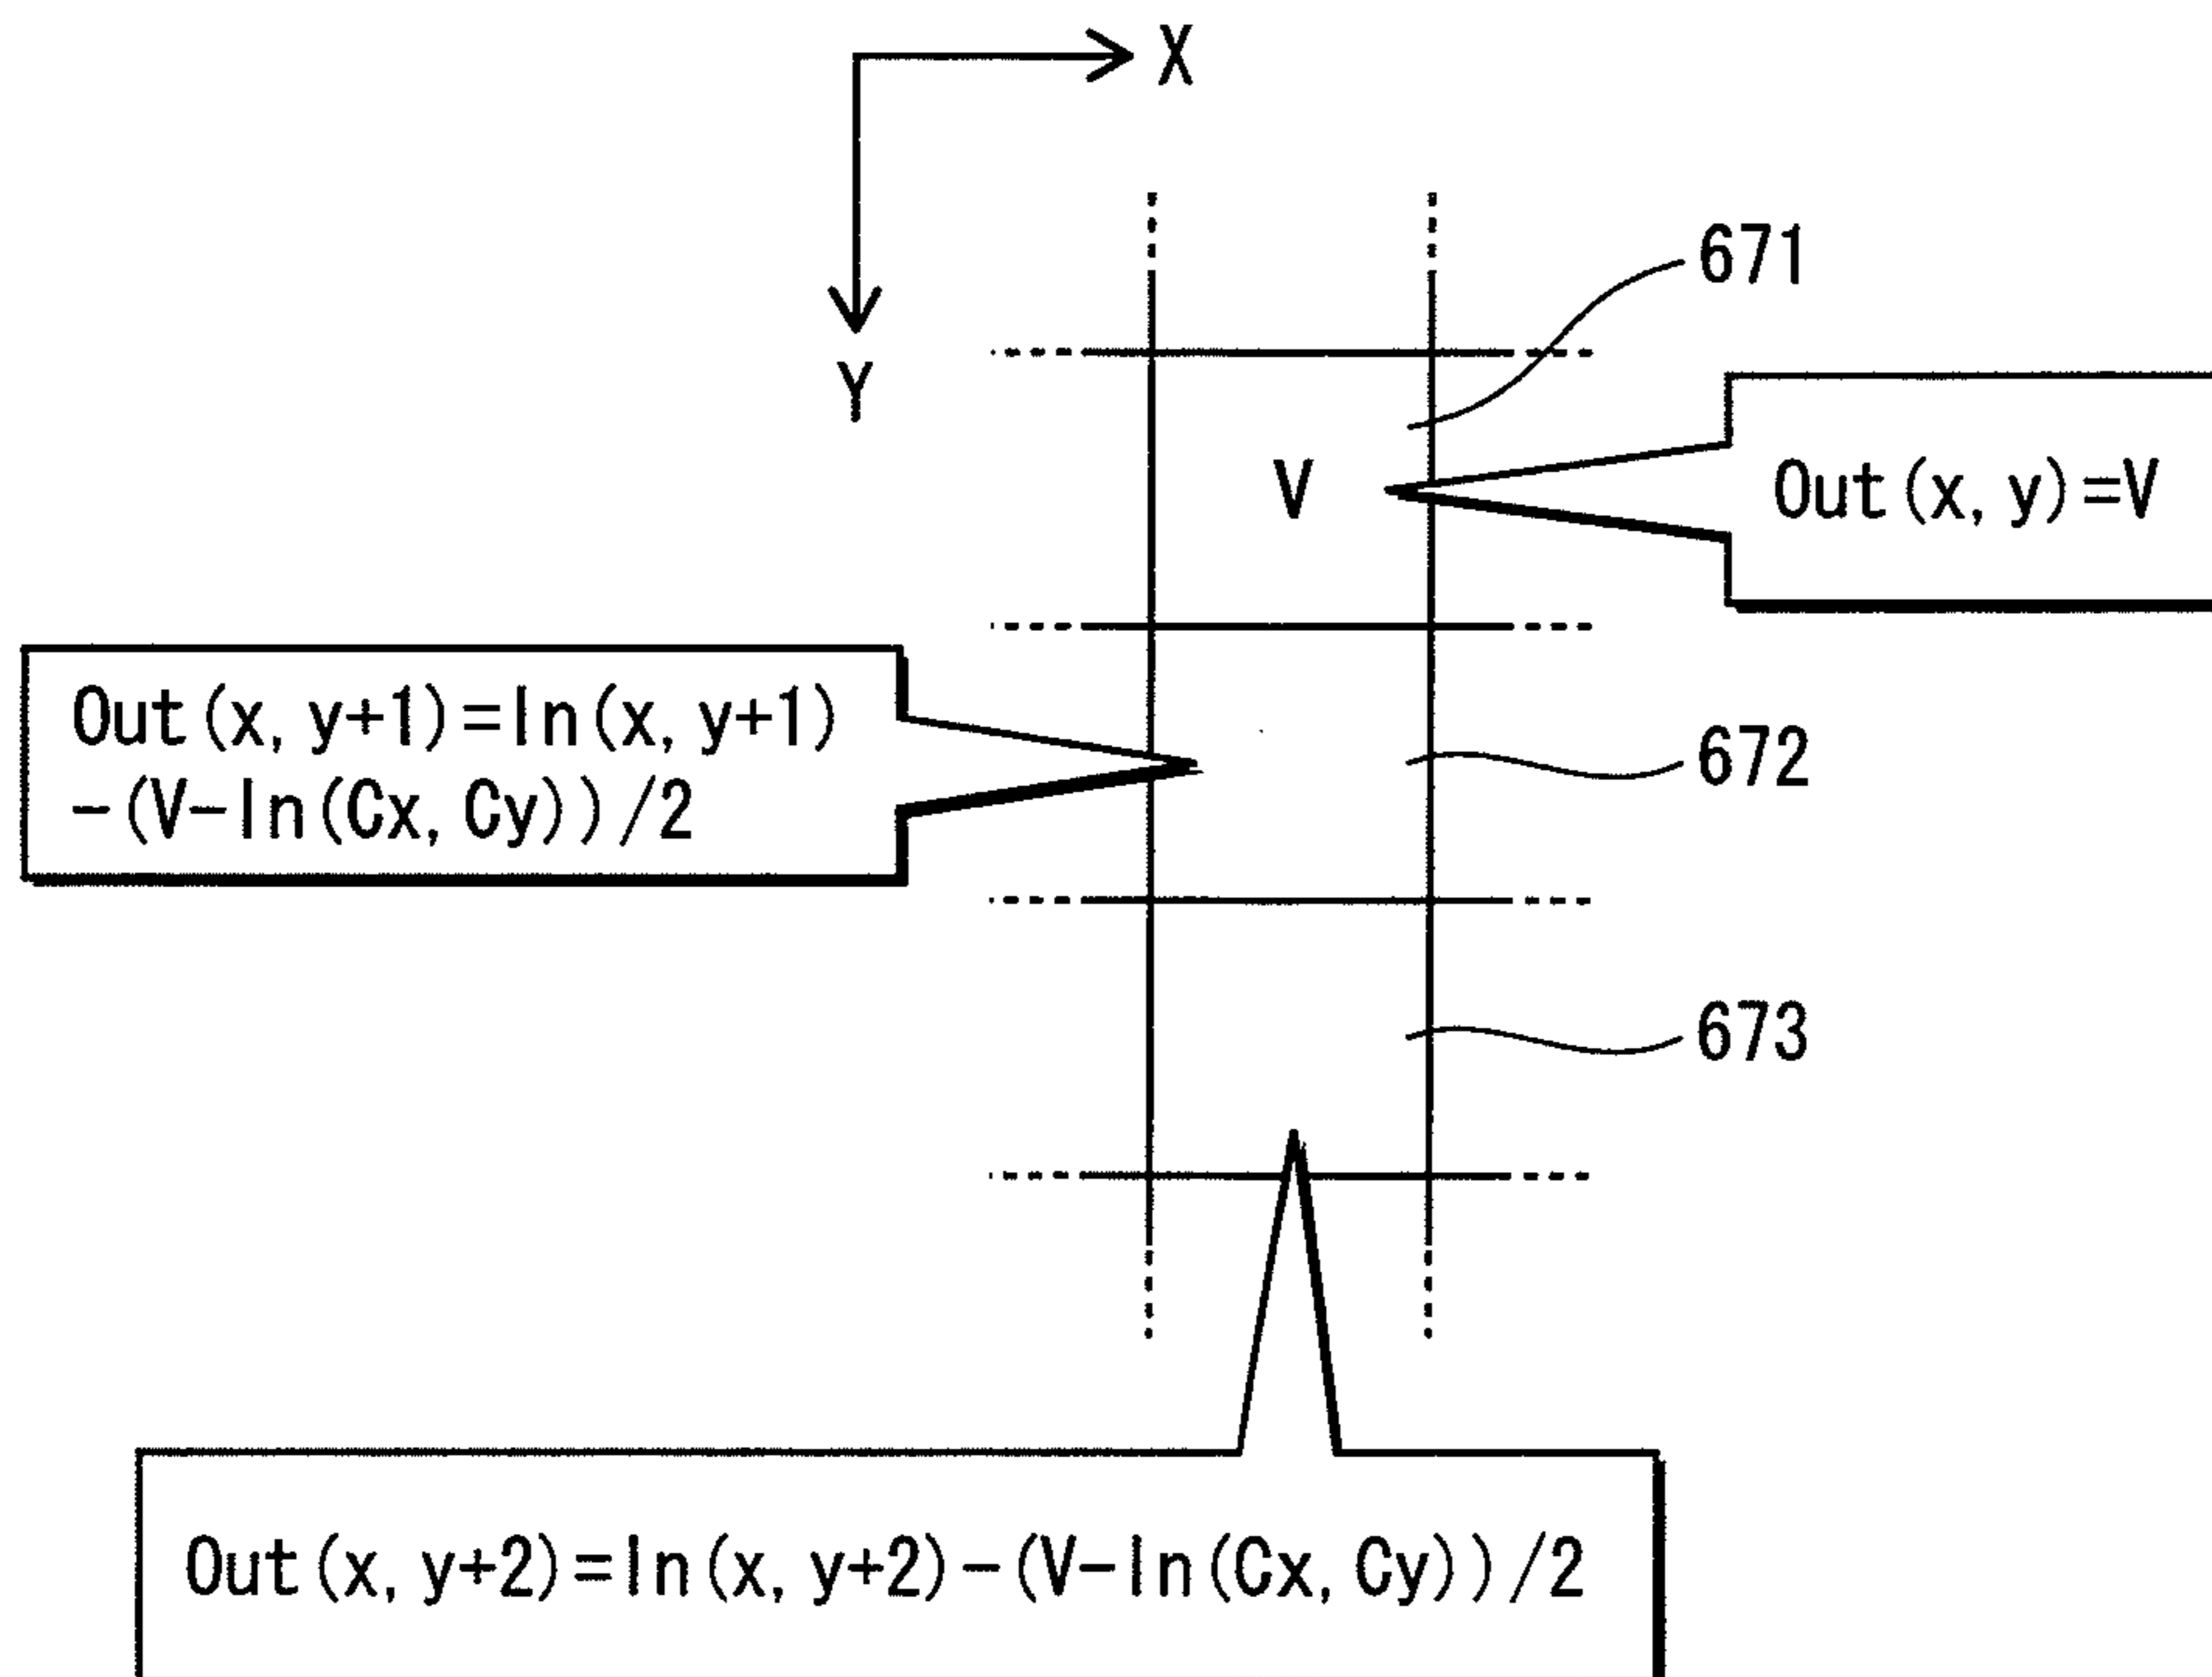 X
Y
671
V
Out(x, y)=V
Out(x, y+1)=In(x, y+1)
-(V-In(Cx, Cy))/2
672
673
Out(x, y+2)=In(x, y+2)-(V-In(Cx, Cy))/2